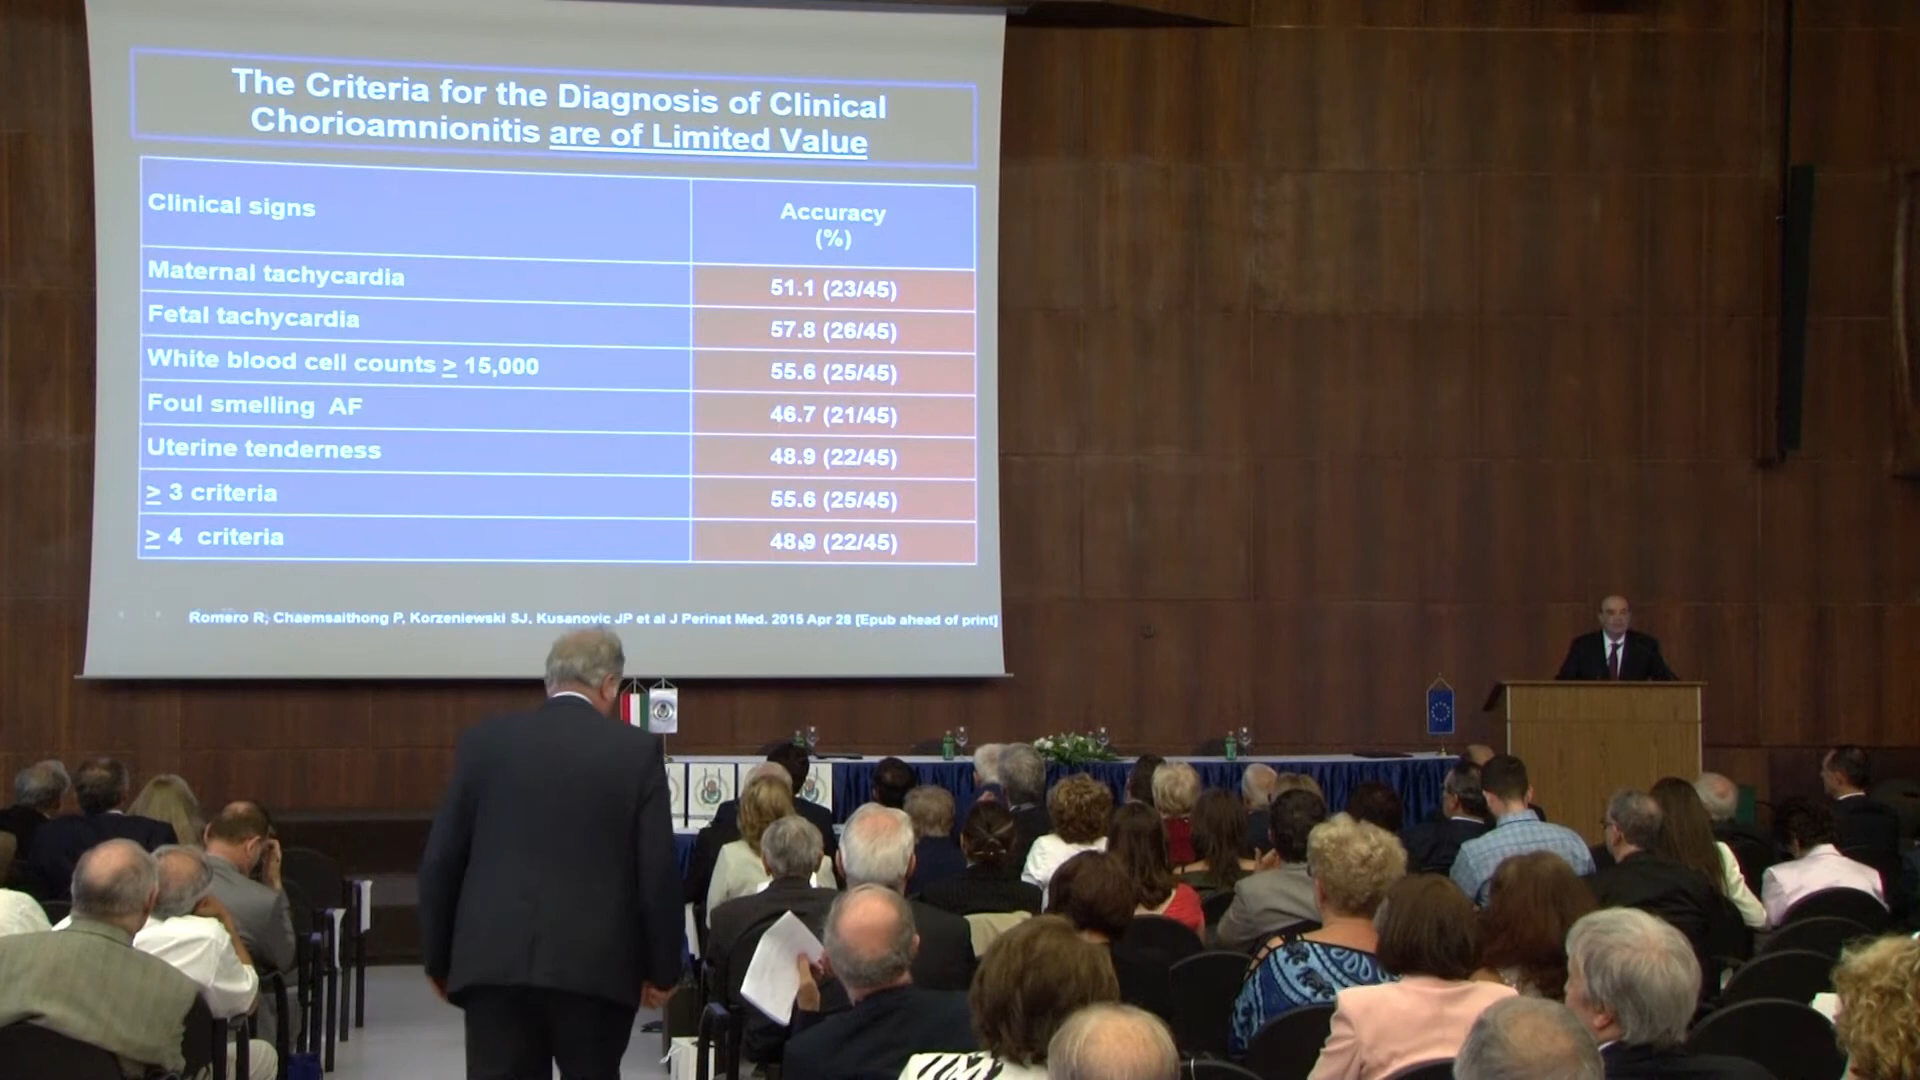 The Criteria for the Diagnosis of Clinical
Chorioamnionitis are of Limited Value
Clinical signs
Accuracy
(%)
Maternal tachycardia
51.1 (23/45)
Fetal tachycardia
57.8 (26/45)
White blood cell counts ≥ 15,000
55.6 (25/45)
Foul smelling AF
46.7 (21/45)
Uterine tenderness
48.9 (22/45)
≥ 3 criteria
55.6 (25/45)
≥ 4 criteria
48.9 (22/45)
Romero R, Chaemsaithong P, Korzeniewski SJ, Kusanovic JP et al J Perinat Med. 2015 Apr 28 [Epub ahead of print]